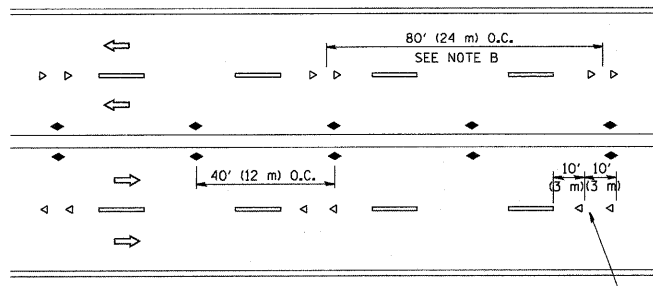 80' (24 m) O.C.
SEE NOTE B
40' (12 m) O.C.
10' 10'
(3 m) (3 m)